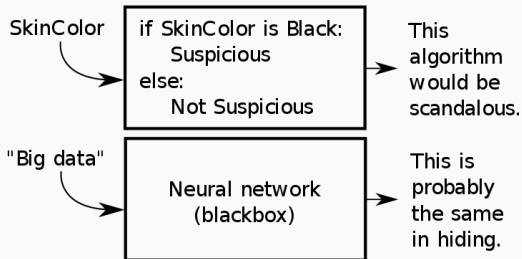 SkinColor
if SkinColor is Black:
Suspicious
else:
Not Suspicious
This
algorithm
would be
scandalous.
"Big data"
Neural network
(blackbox)
This is
probably
the same
in hiding.